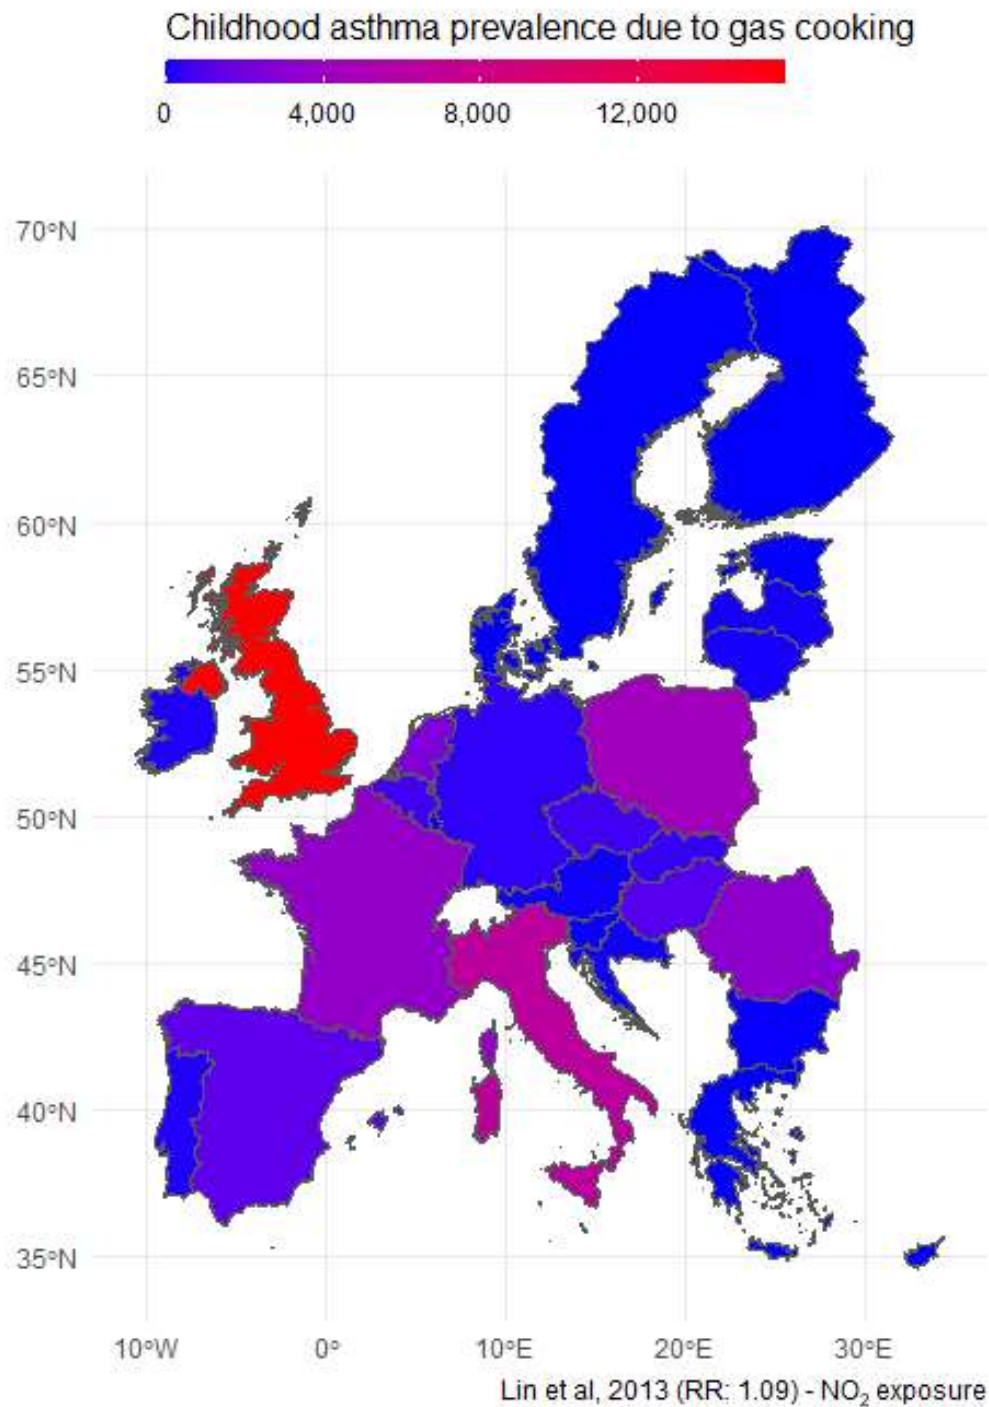 Childhood asthma prevalence due to gas cooking
0 4,000 8,000 12,000
70°N
65°N
60°N
55°N
50°N
45°N
40°N
35°N
10°W 0° 10°E 20°E 30°E
Lin et al, 2013 (RR: 1.09) - NO₂ exposure